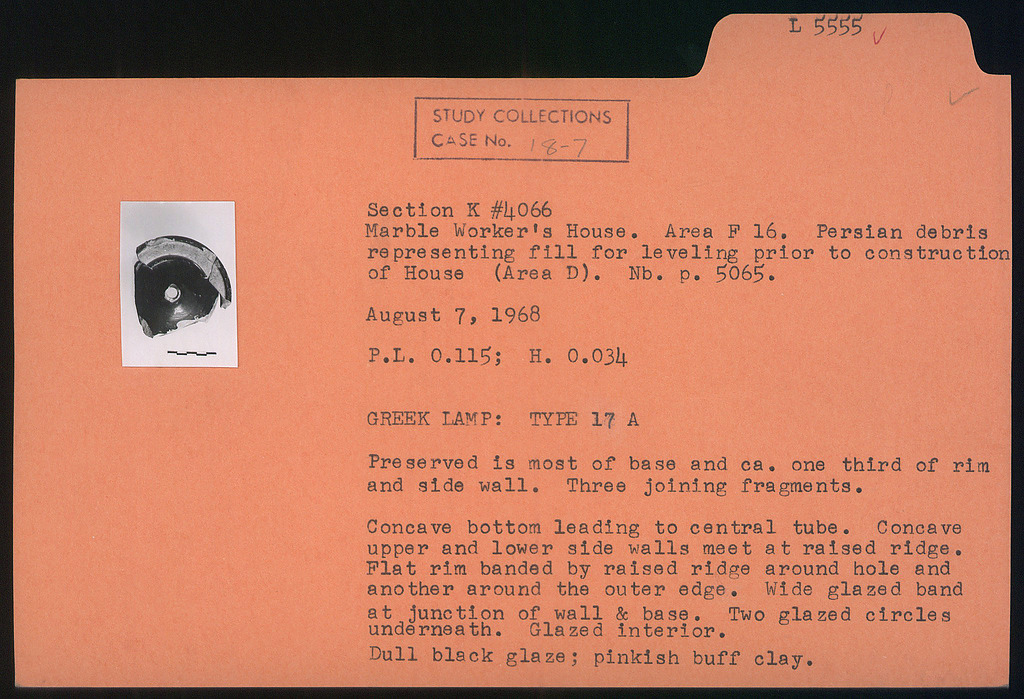 L 5555
STUDY COLLECTIONS
CASE No. 18-7
Section K #4066
Marble Worker's House. Area F 16. Persian debris
representing fill for leveling prior to construction
of House (Area D). Nb. p. 5065.
August 7, 1968
P.L. 0.115; H. 0.034
GREEK LAMP: TYPE 17 A
Preserved is most of base and ca. one third of rim
and side wall. Three joining fragments.
Concave bottom leading to central tube. Concave
upper and lower side walls meet at raised ridge.
Flat rim banded by raised ridge around hole and
another around the outer edge. Wide glazed band
at junction of wall & base. Two glazed circles
underneath. Glazed interior.
Dull black glaze; pinkish buff clay.